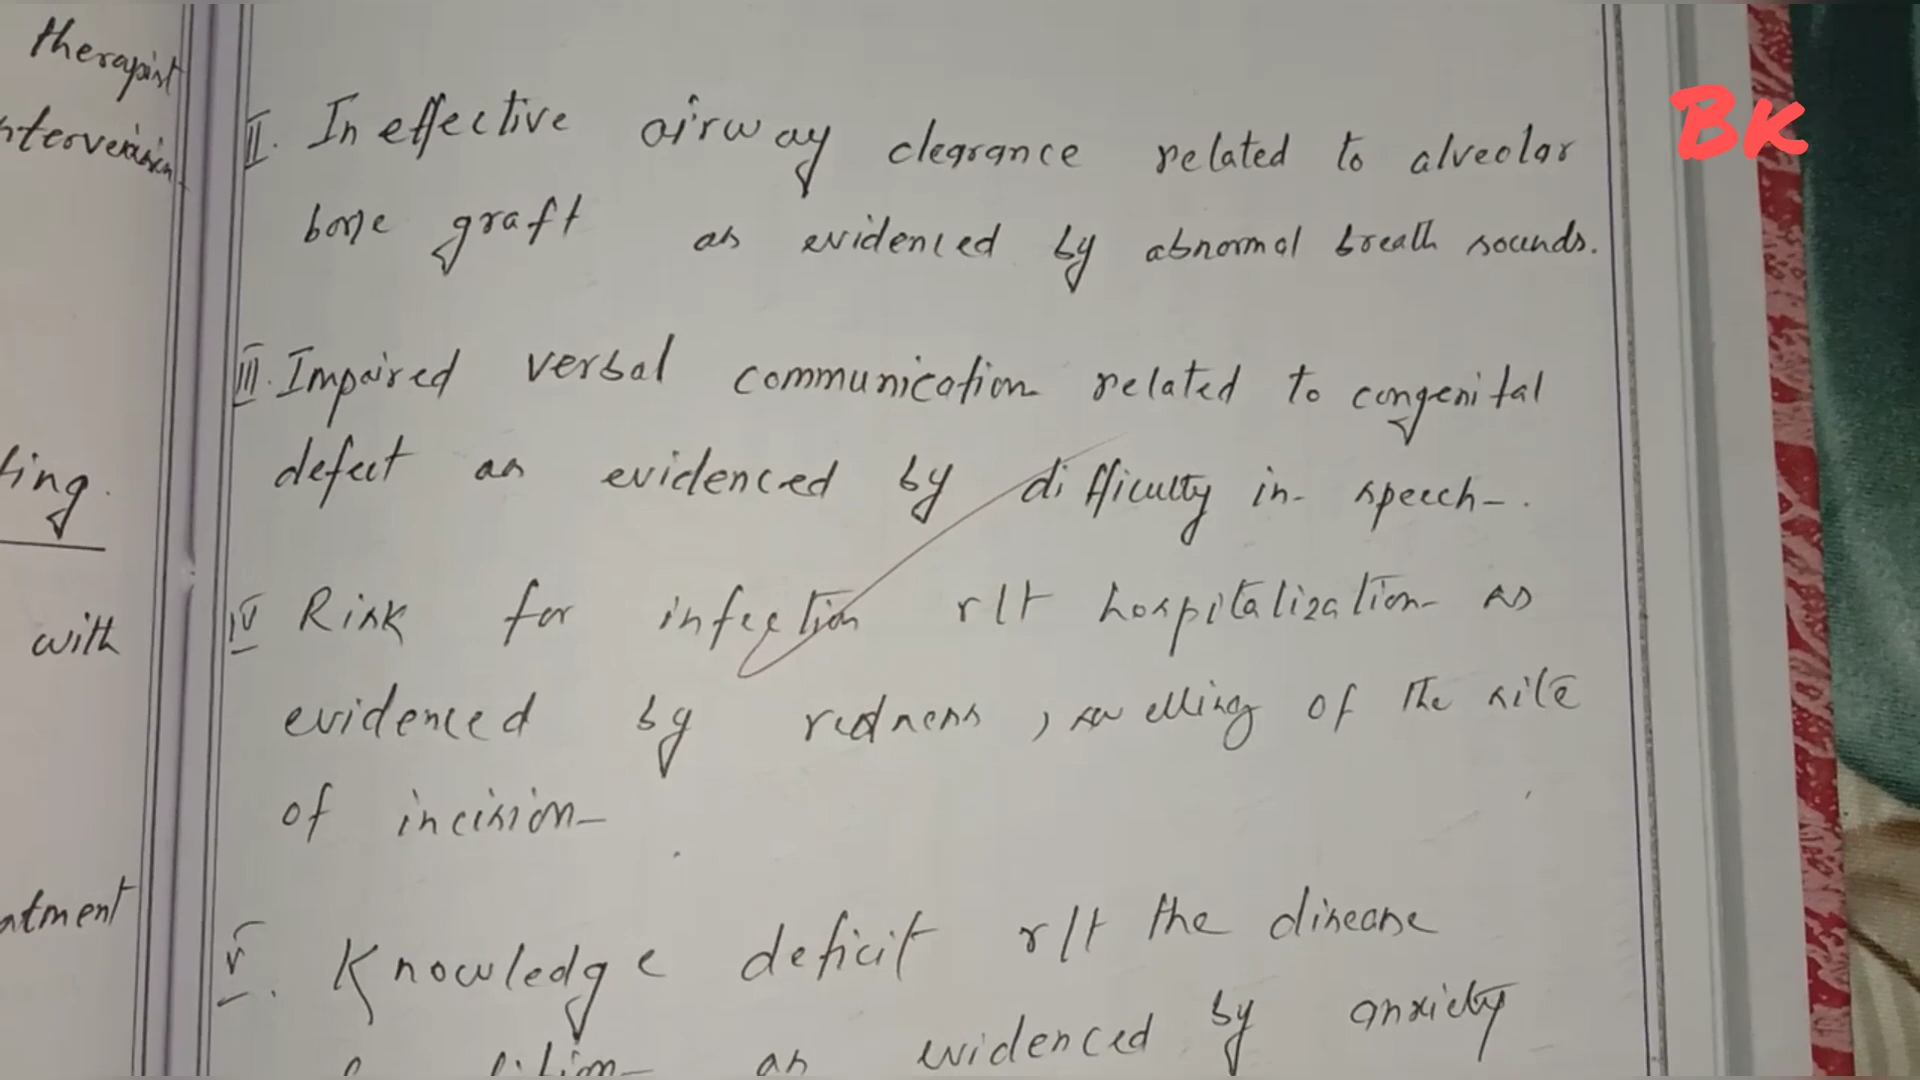 therapist
II. Ineffective airway clearance related to alveolar
bone graft as evidenced by abnormal breath sounds.
III. Impaired verbal communication related to congenital
defect as evidenced by difficulty in speech.
ting.
with
IV Risk for infection r/t hospitalization as
evidenced by redness, swelling of the site
of incision
atment
V. Knowledge deficit r/t the disease
as evidenced by anxiety
BK